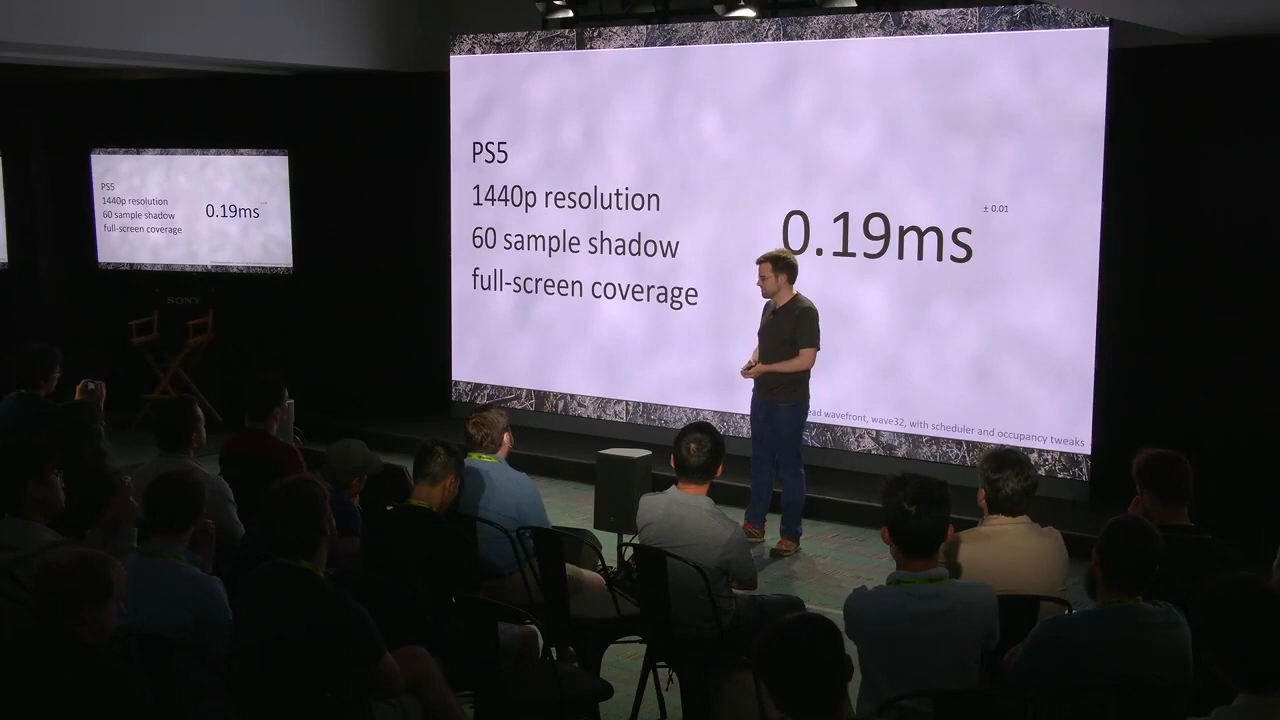 PS5
1440p resolution
60 sample shadow
full-screen coverage
0.19ms
± 0.01
wavefront, wave32, with scheduler and occupancy tweaks
PS5
1440p resolution
60 sample shadow
full-screen coverage
0.19ms
SONY